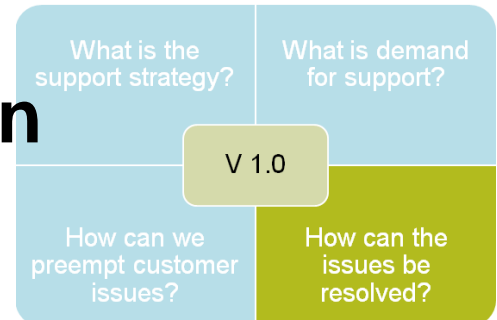 What is the
support strategy?
What is demand
for support?
n
V 1.0
How can we
preempt customer
issues?
How can the
issues be
resolved?